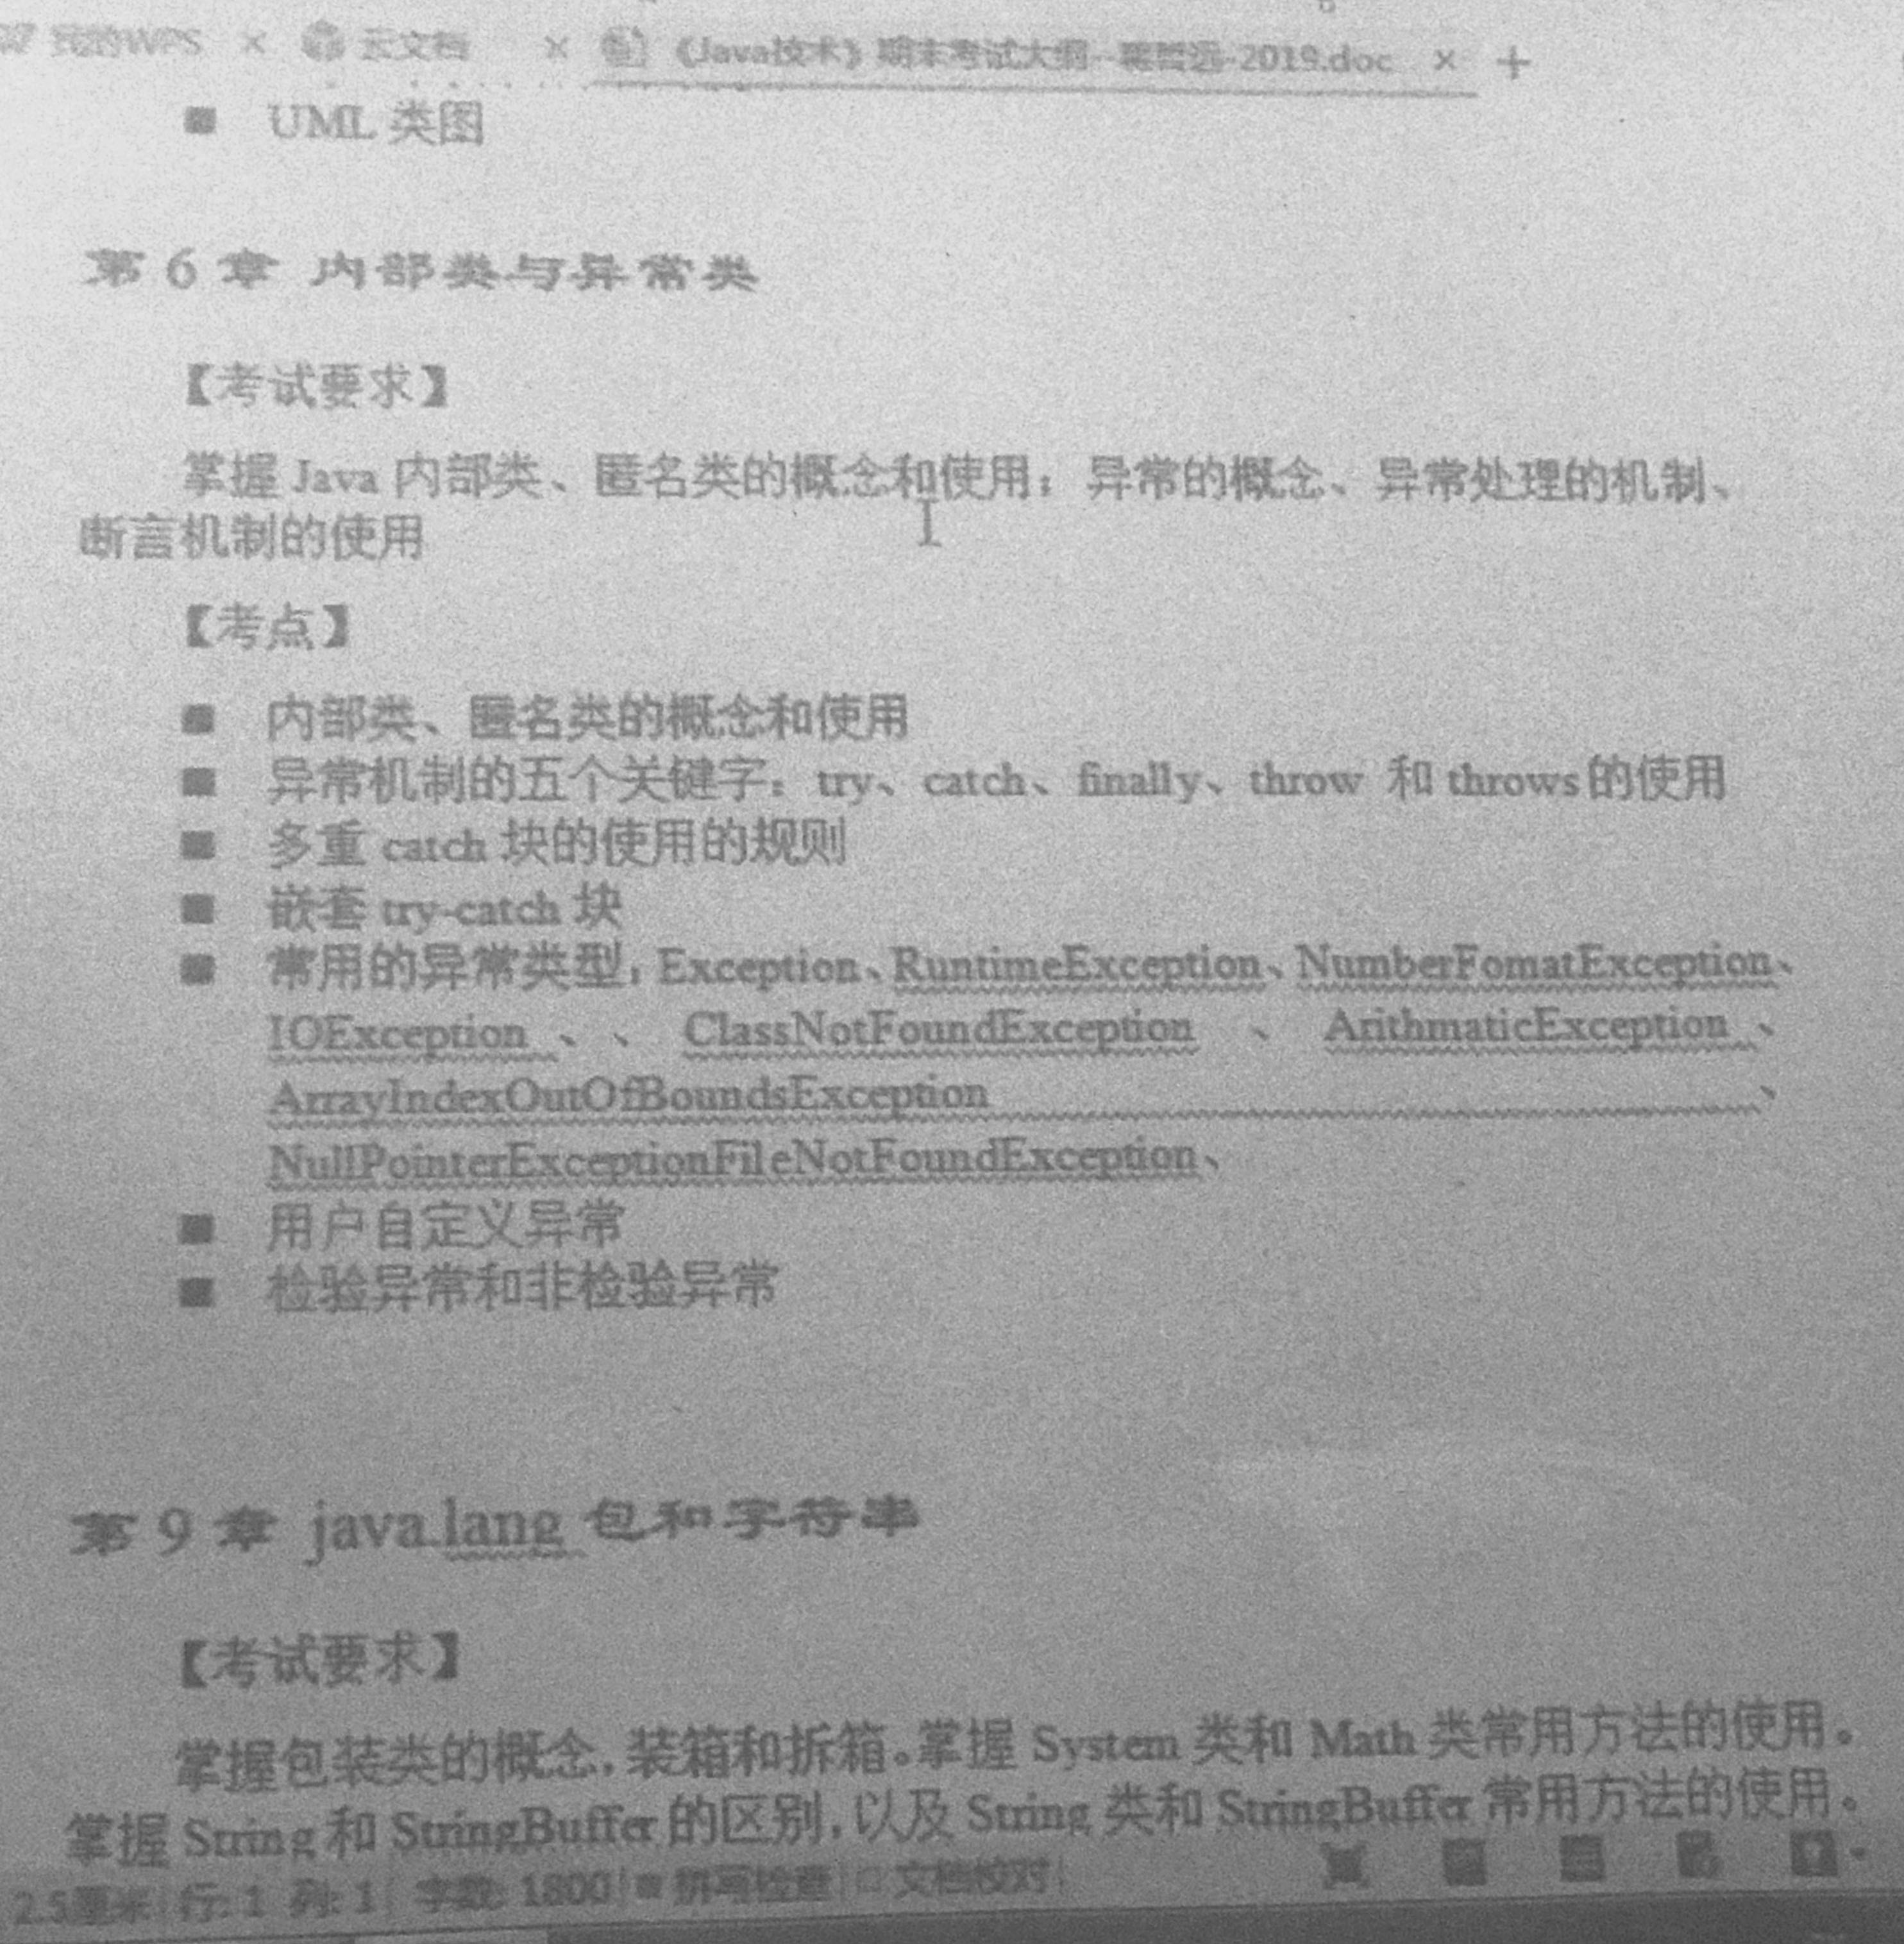 我的WPS × 云文档 × 《Java技术》期末考试大纲--远-2019.doc × +
■ UML 类图
第 6 章 内部类与异常类
【考试要求】
掌握 Java 内部类、匿名类的概念和使用；异常的概念、异常处理的机制、
断言机制的使用
【考点】
■ 内部类、匿名类的概念和使用
■ 异常机制的五个关键字：try、catch、finally、throw 和 throws 的使用
■ 多重 catch 块的使用的规则
■ 嵌套 try-catch 块
■ 常用的异常类型：Exception、RuntimeException、NumberFomatException、
IOException 、、 ClassNotFoundException 、 ArithmaticException 、
ArrayIndexOutOfBoundsException 、
NullPointerExceptionFileNotFoundException、
■ 用户自定义异常
■ 检验异常和非检验异常
第 9 章 java.lang 包和字符串
【考试要求】
掌握包装类的概念，装箱和拆箱。掌握 System 类和 Math 类常用方法的使用。
掌握 String 和 StringBuffer 的区别，以及 String 类和 StringBuffer 常用方法的使用。
2.5厘米 行: 1 列: 1 字数: 1800 拼写检查 文档校对